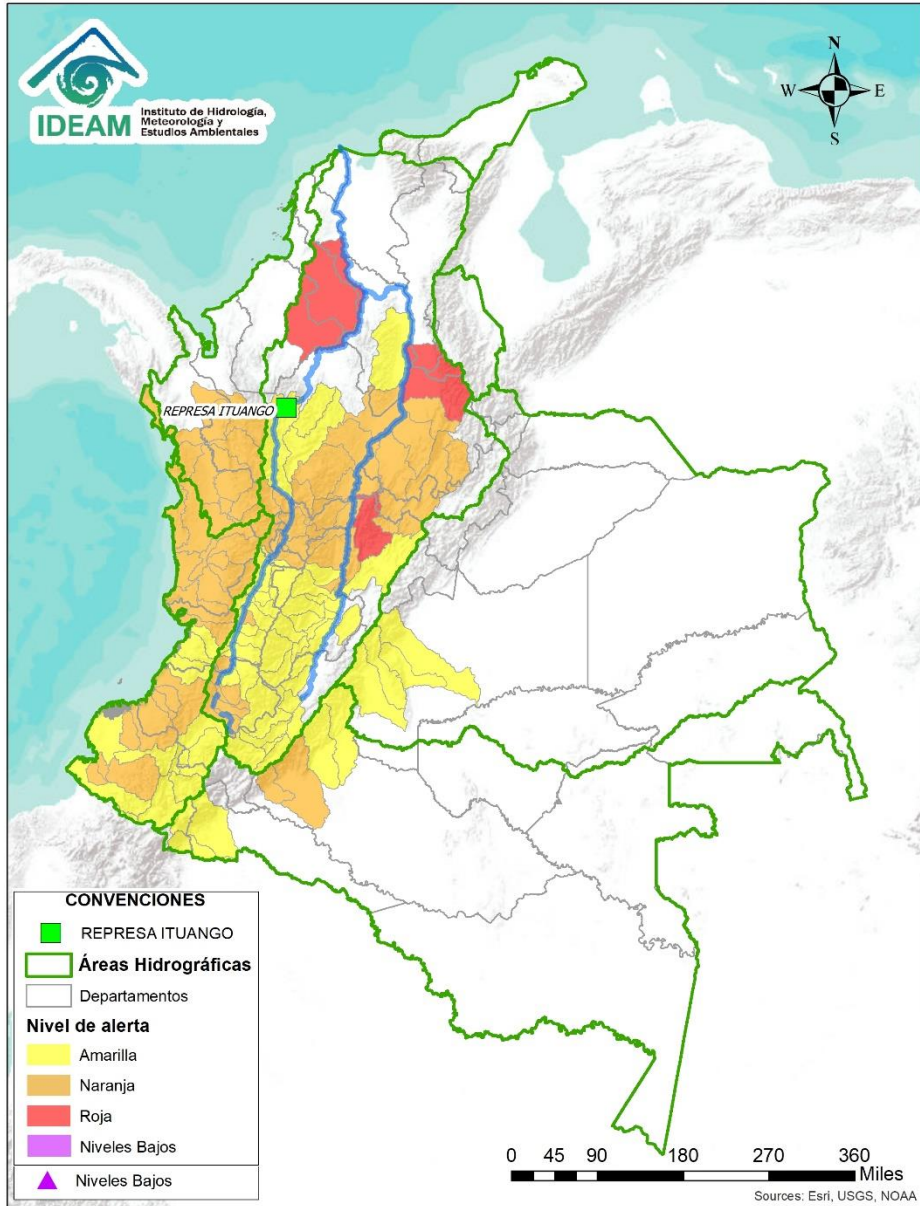 IDEAM
Instituto de Hidrología,
Meteorología y
Estudios Ambientales
N
W
E
S
REPRESA ITUANGO
CONVENCIONES
REPRESA ITUANGO
Áreas Hidrográficas
Departamentos
Nivel de alerta
Amarilla
Naranja
Roja
Niveles Bajos
Niveles Bajos
0 45 90 180 270 360
Miles
Sources: Esri, USGS, NOAA